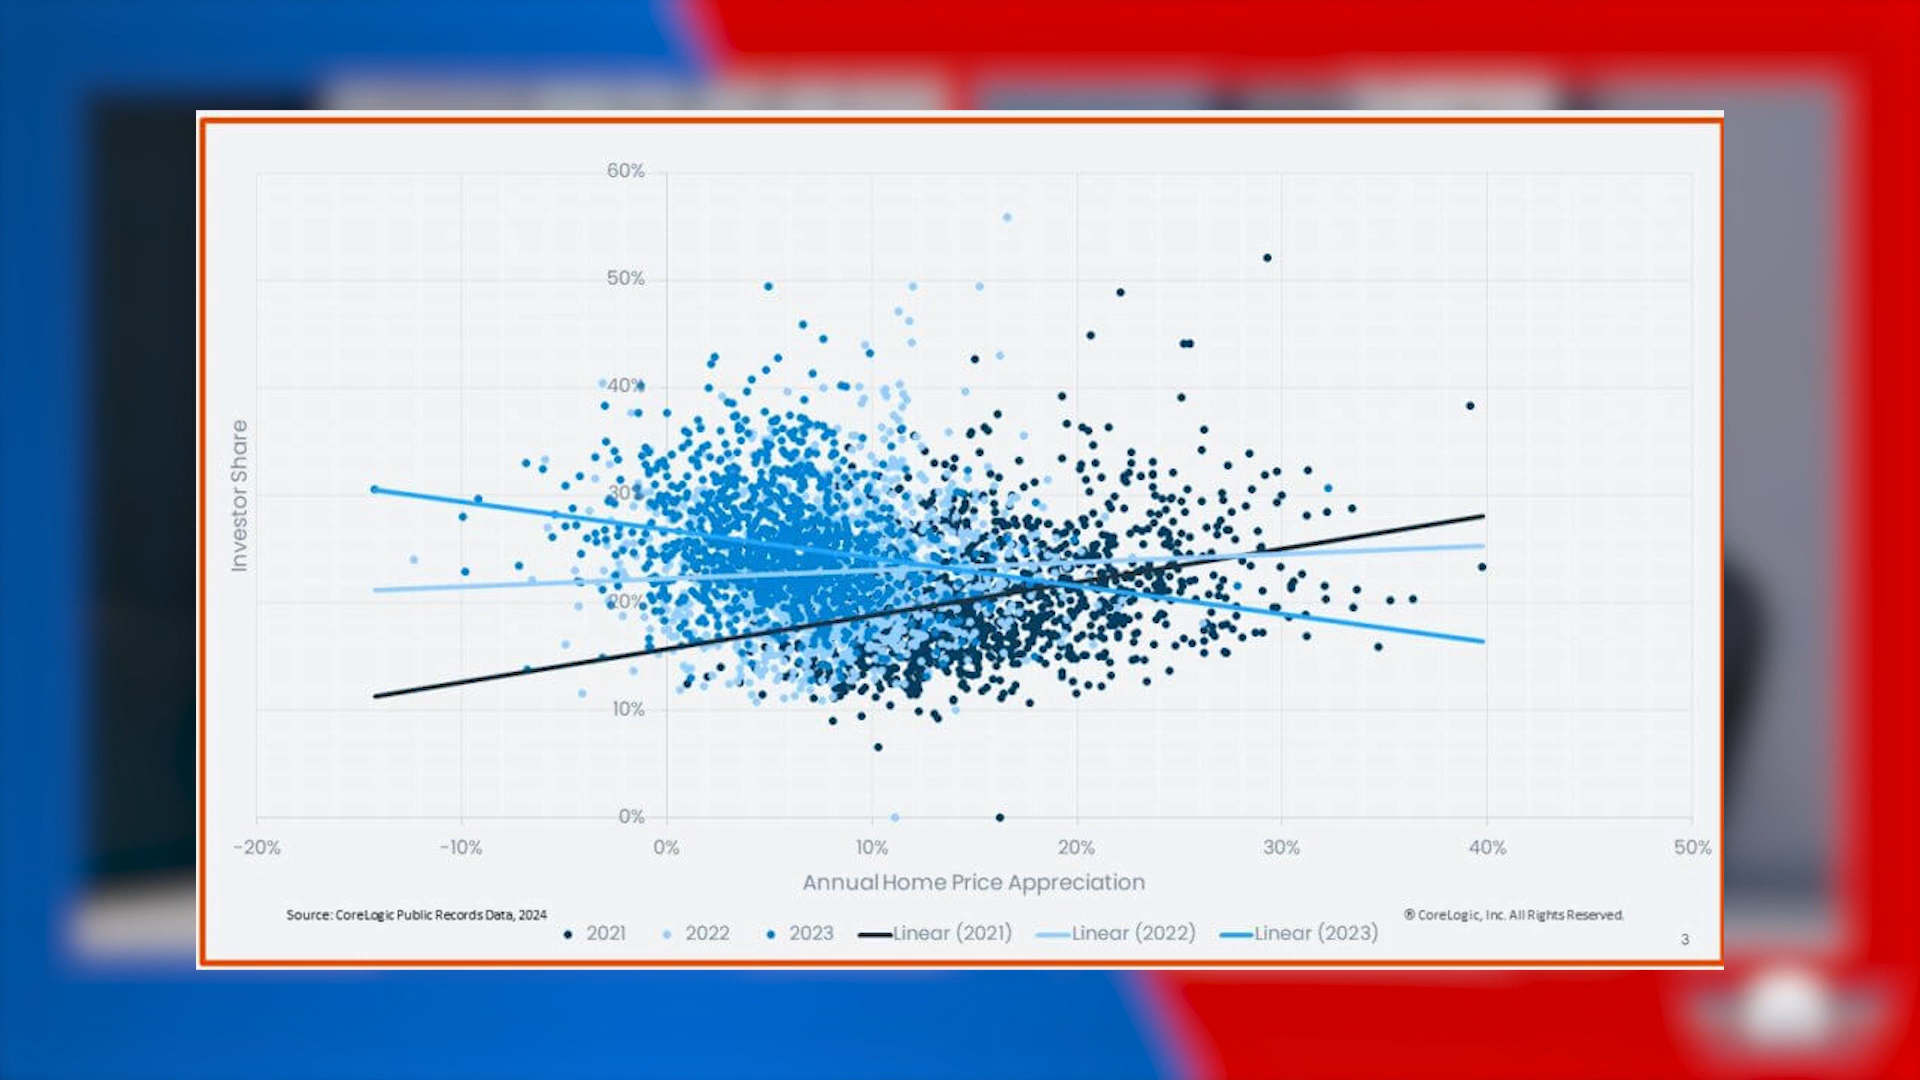 60%
50%
40%
30%
20%
10%
0%
Investor Share
-20% -10% 0% 10% 20% 30% 40% 50%
Annual Home Price Appreciation
Source: CoreLogic Public Records Data, 2024
® CoreLogic, Inc. All Rights Reserved.
2021 2022 2023 Linear (2021) Linear (2022) Linear (2023)
3